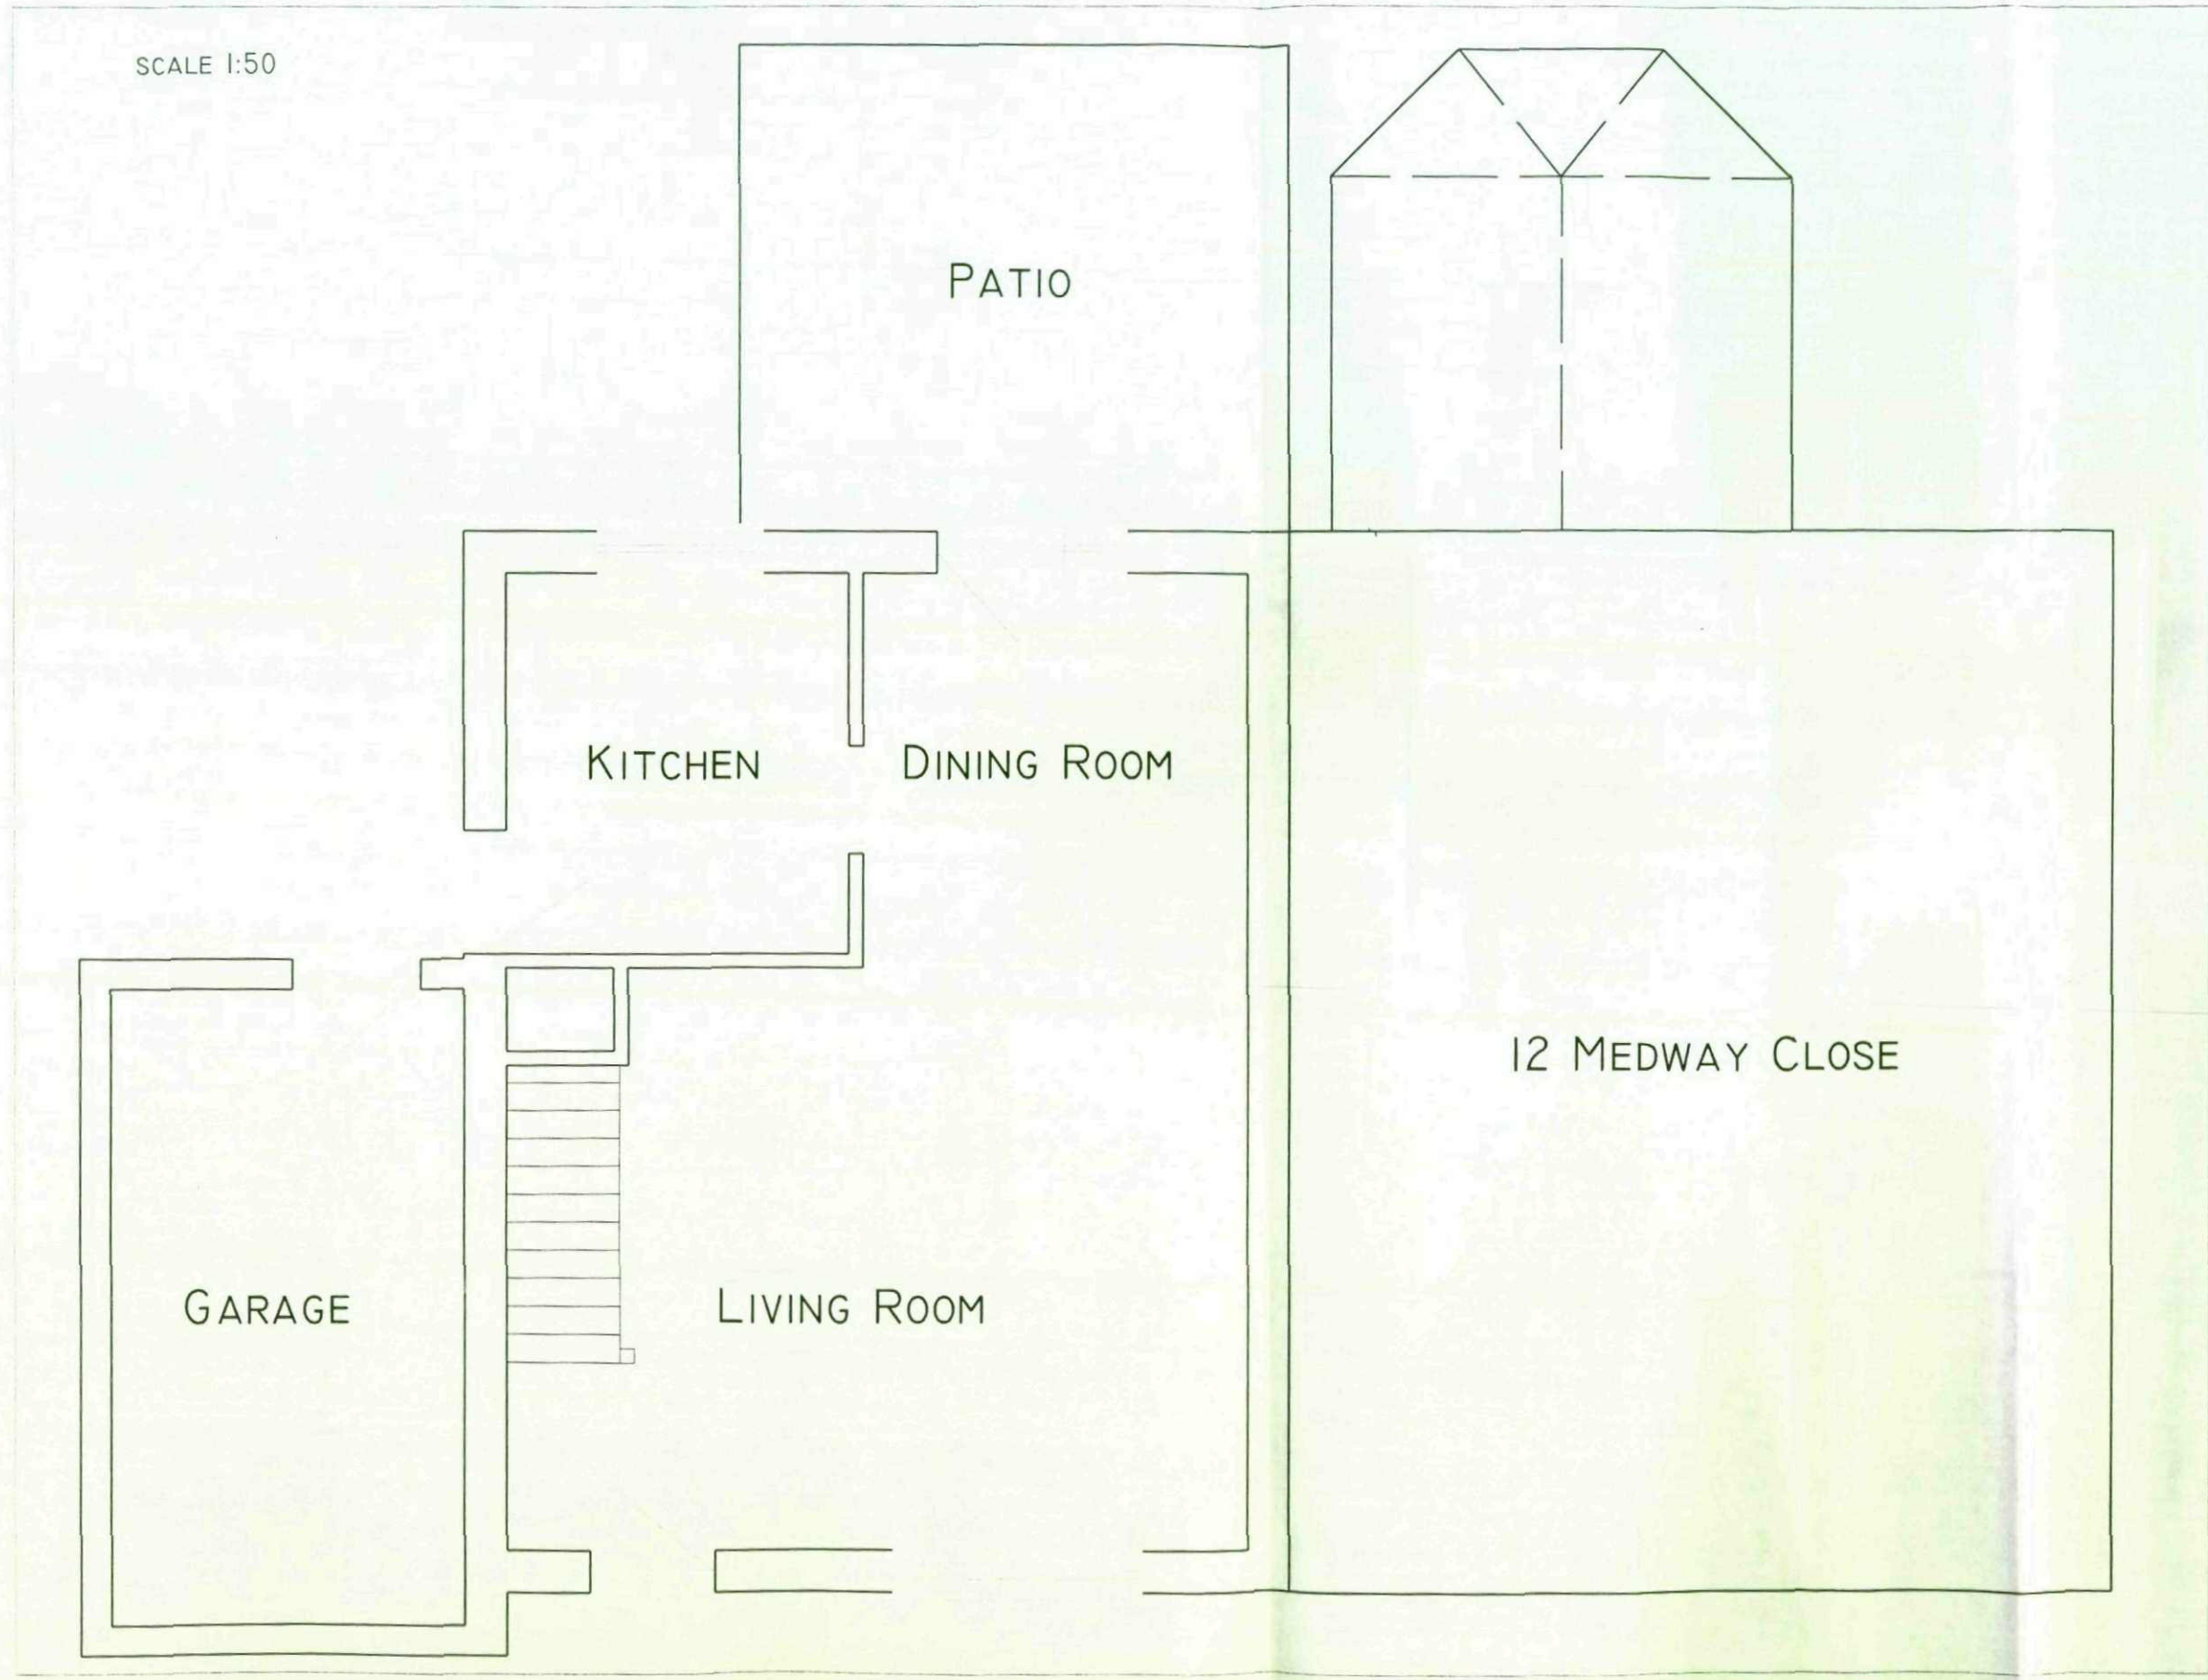 SCALE 1:50
PATIO
KITCHEN
DINING ROOM
12 MEDWAY CLOSE
GARAGE
LIVING ROOM